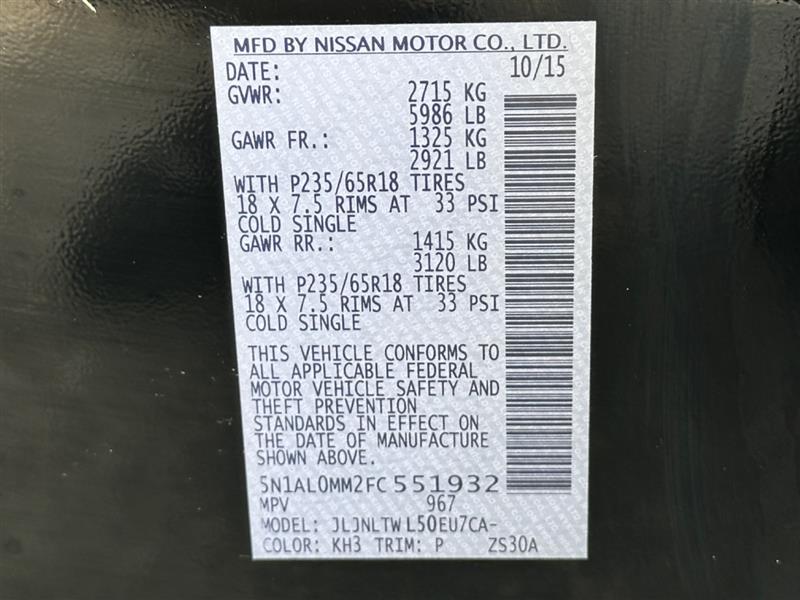 MFD BY NISSAN MOTOR CO., LTD.
DATE: 10/15
GVWR: 2715 KG
5986 LB
GAWR FR.: 1325 KG
2921 LB
WITH P235/65R18 TIRES
18 X 7.5 RIMS AT 33 PSI
COLD SINGLE
GAWR RR.: 1415 KG
3120 LB
WITH P235/65R18 TIRES
18 X 7.5 RIMS AT 33 PSI
COLD SINGLE
THIS VEHICLE CONFORMS TO
ALL APPLICABLE FEDERAL
MOTOR VEHICLE SAFETY AND
THEFT PREVENTION
STANDARDS IN EFFECT ON
THE DATE OF MANUFACTURE
SHOWN ABOVE.
5N1AL0MM2FC551932
MPV 967
MODEL: JLJNLTWL50EU7CA-
COLOR: KH3 TRIM: P ZS30A